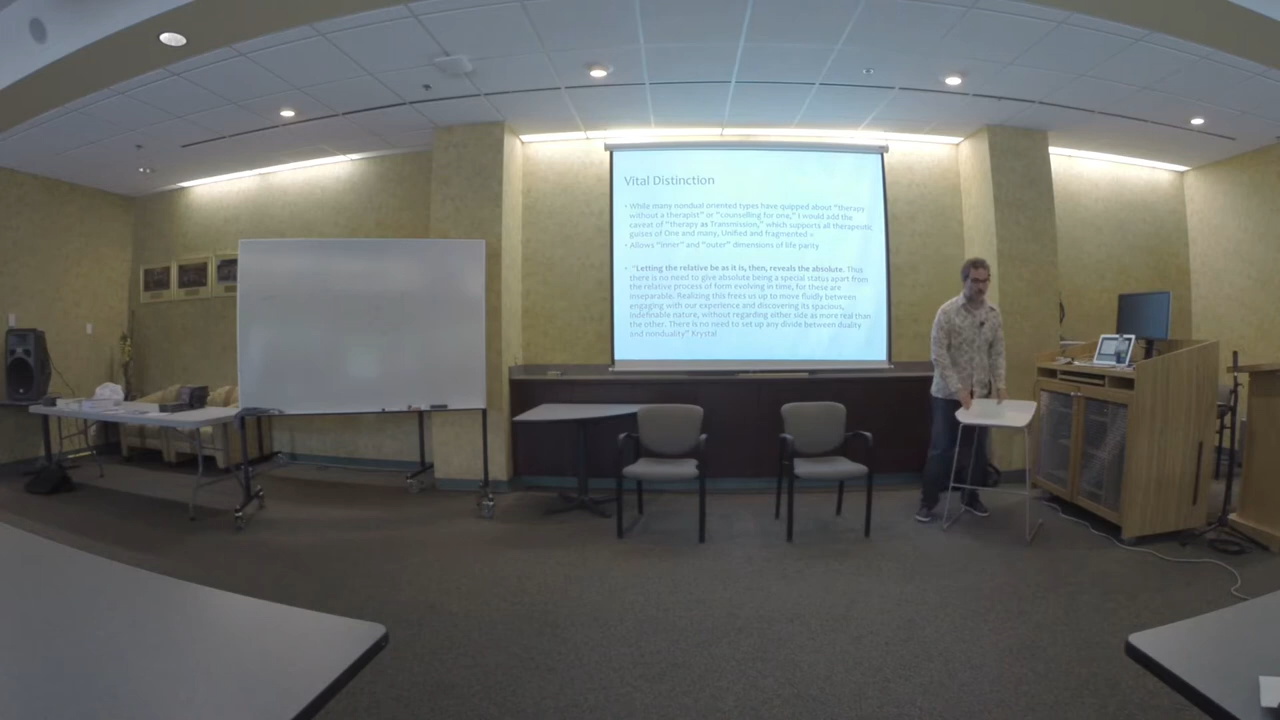 Vital Distinction
• While many nondual oriented types have quipped about "therapy
without a therapist" or "counselling for one," I would add the
caveat of "therapy as Transmission," which supports all therapeutic
guises of One and many, Unified and fragmented =
• Allows "inner" and "outer" dimensions of life parity
• "Letting the relative be as it is, then, reveals the absolute. Thus
there is no need to give absolute being a special status apart from
the relative process of form evolving in time, for these are
inseparable. Realizing this frees us up to move fluidly between
engaging with our experience and discovering its spacious,
indefinable nature, without regarding either side as more real than
the other. There is no need to set up any divide between duality
and nonduality" Krystal